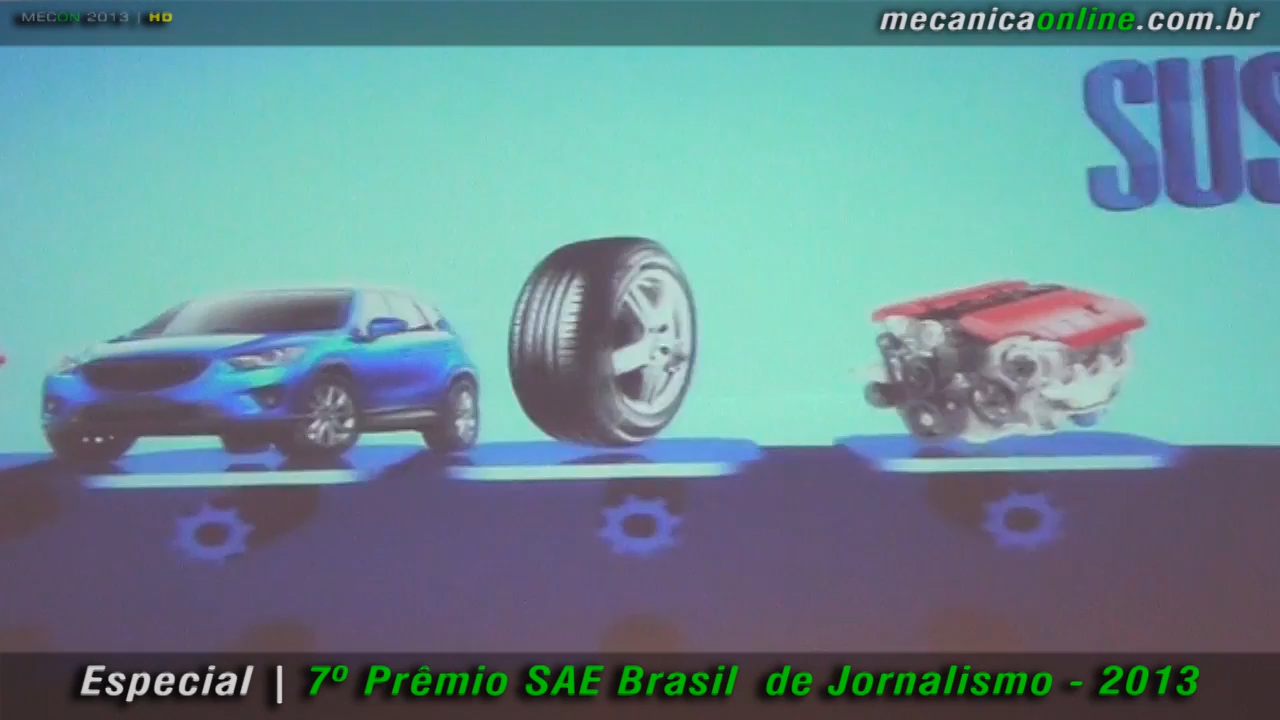 MECON 2013 | HD
mecanicaonline.com.br
SUS
Especial | 7º Prêmio SAE Brasil de Jornalismo - 2013